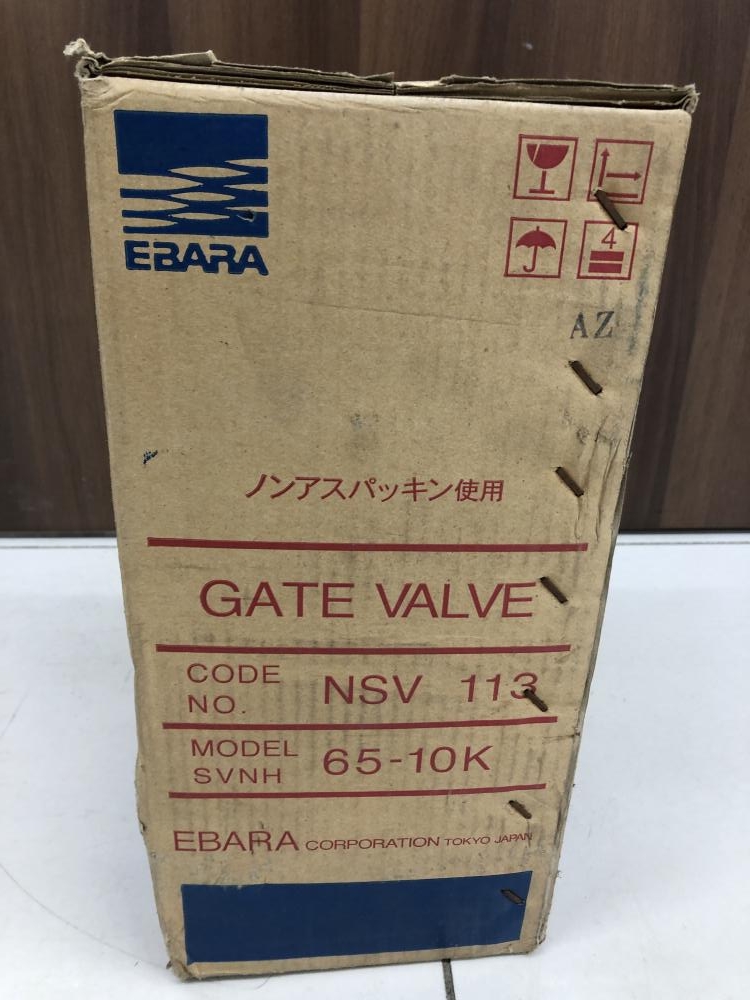 EBARA
4
AZ
ノンアスパッキン使用
GATE VALVE
CODE NO. NSV 113
MODEL SVNH 65-10K
EBARA CORPORATION TOKYO JAPAN